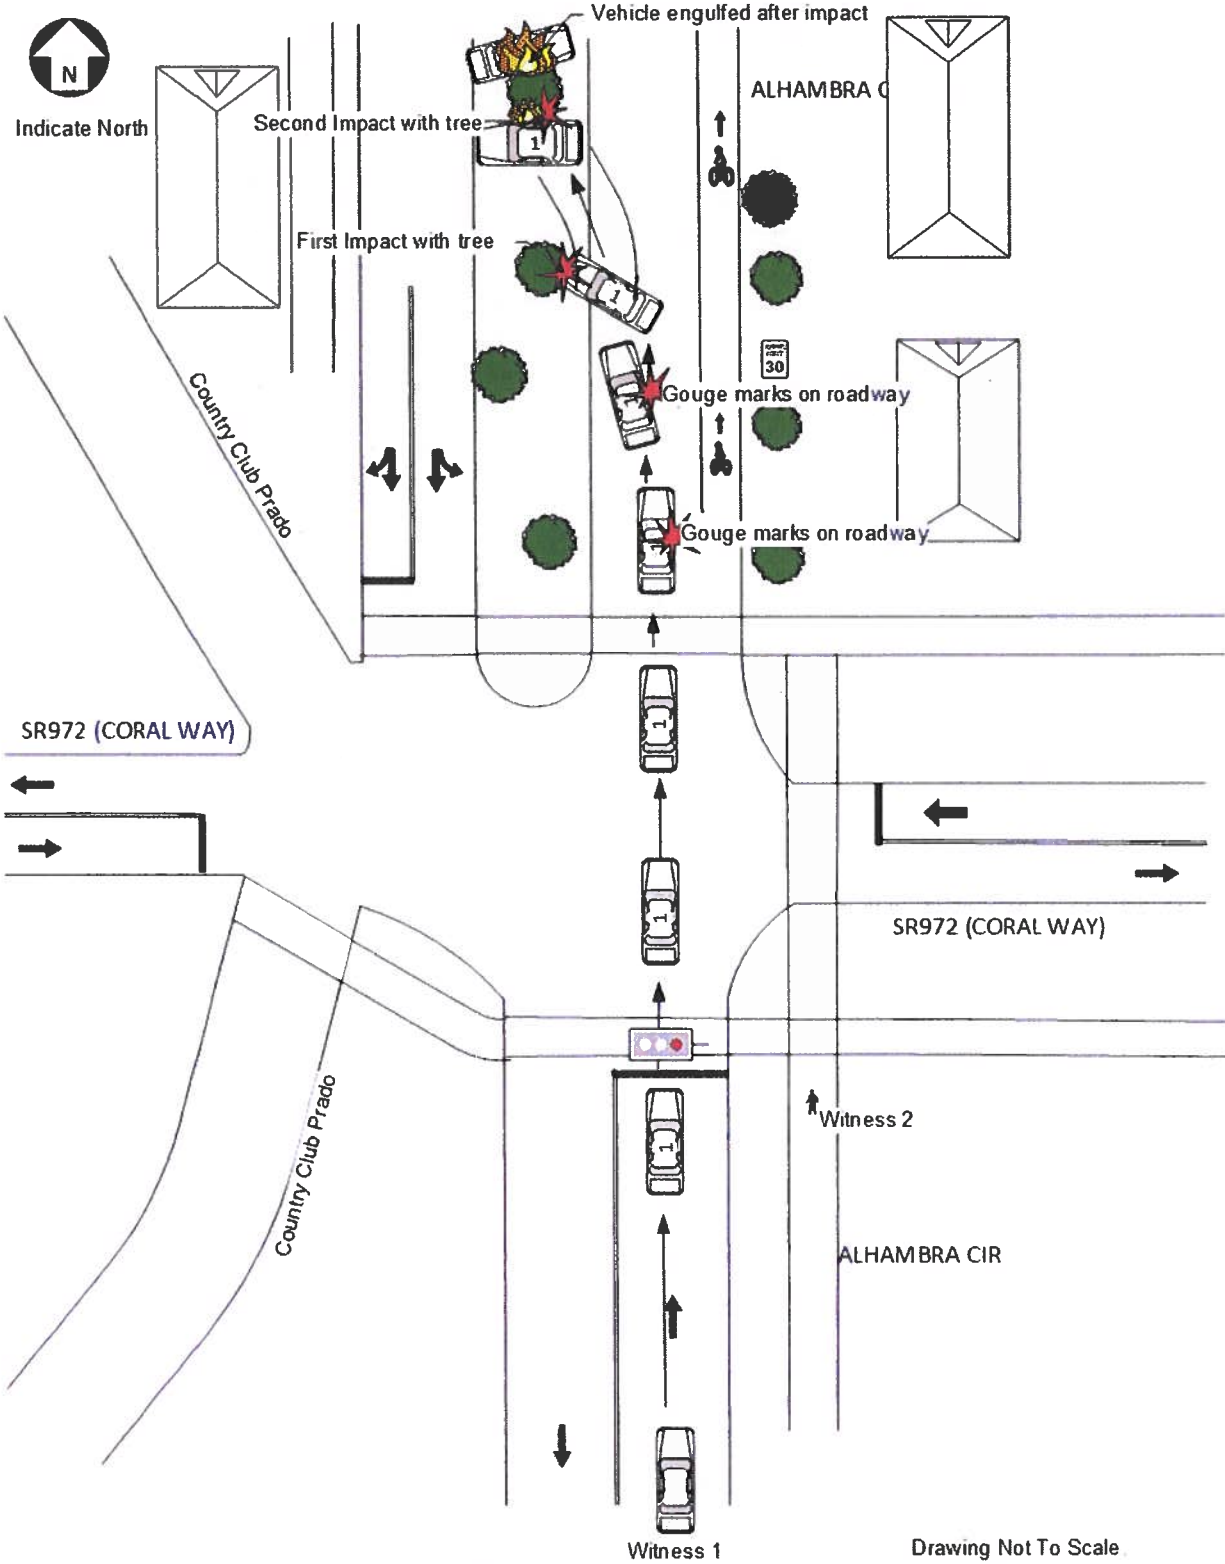 Vehicle engulfed after impact
N
ALHAMBRA C
Indicate North
Second Impact with tree
1
First Impact with tree
1
30
Country Club Prado
1
Gouge marks on roadway
Gouge marks on roadway
1
SR972 (CORAL WAY)
1
1
SR972 (CORAL WAY)
Country Club Prado
1
Witness 2
ALHAMBRA CIR
Witness 1
Drawing Not To Scale